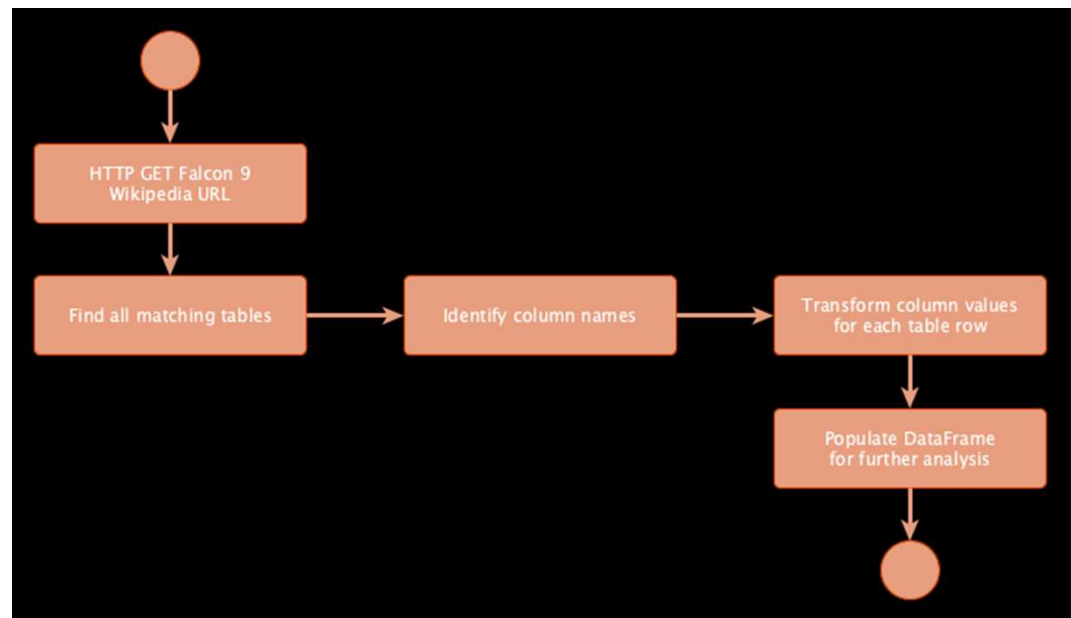 HTTP GET Falcon 9
Wikipedia URL
Find all matching tables
Identify column names
Transform column values
for each table row
Populate DataFrame
for further analysis